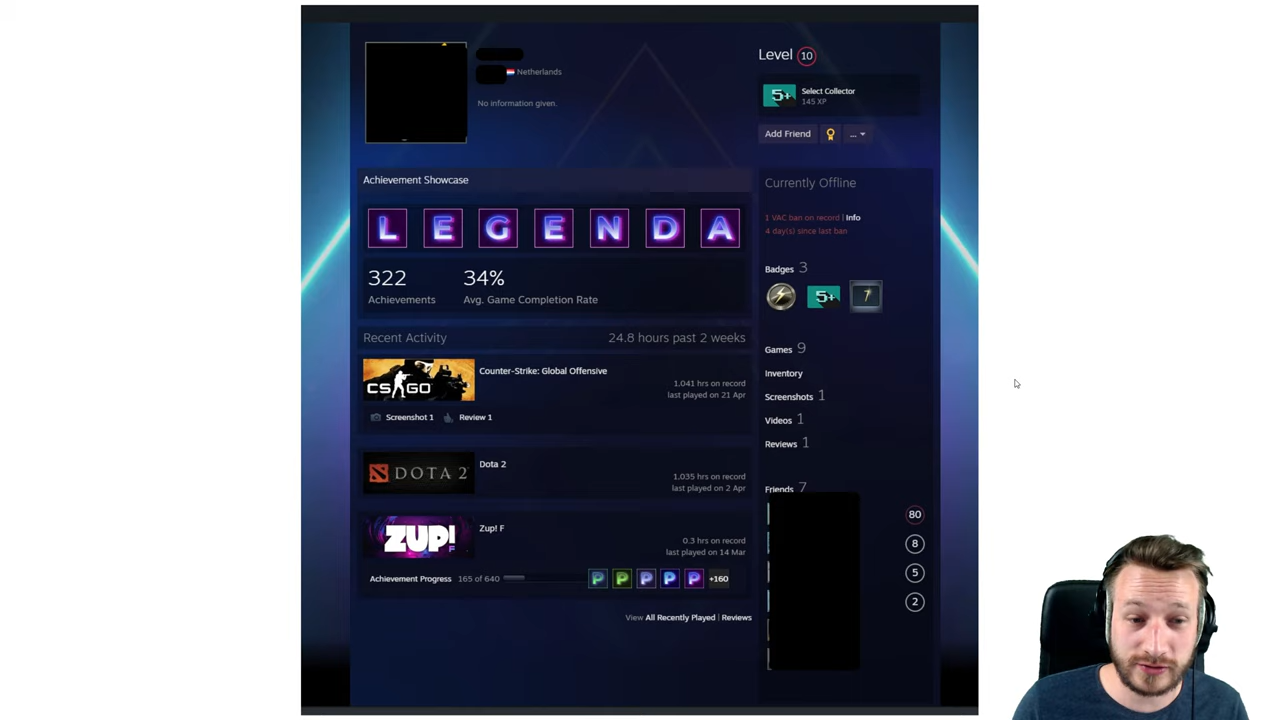 Netherlands
No information given.
Level 10
5+
Select Collector
145 XP
Add Friend
...
Achievement Showcase
L E G E N D A
322
Achievements
34%
Avg. Game Completion Rate
Recent Activity
24.8 hours past 2 weeks
CS GO
Counter-Strike: Global Offensive
1,041 hrs on record
last played on 21 Apr
Screenshot 1
Review 1
DOTA 2
Dota 2
1,035 hrs on record
last played on 2 Apr
ZUP! F
Zup! F
0.3 hrs on record
last played on 14 Mar
Achievement Progress 165 of 640
P P P P P +160
View All Recently Played | Reviews
Currently Offline
1 VAC ban on record | Info
4 day(s) since last ban
Badges 3
5+
Games 9
Inventory
Screenshots 1
Videos 1
Reviews 1
Friends 7
80
8
5
2